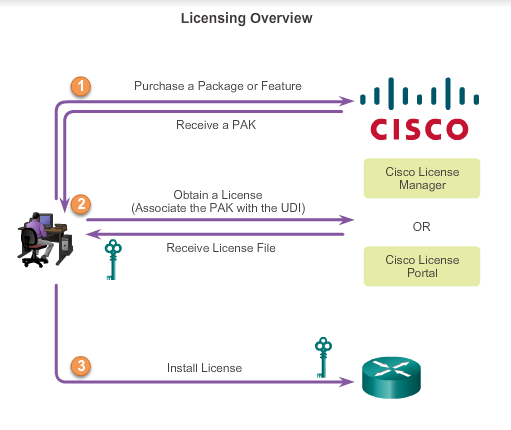 Licensing Overview
1
Purchase a Package or Feature
Receive a PAK
CISCO
Cisco License
Manager
2
Obtain a License
(Associate the PAK with the UDI)
OR
Receive License File
Cisco License
Portal
3
Install License